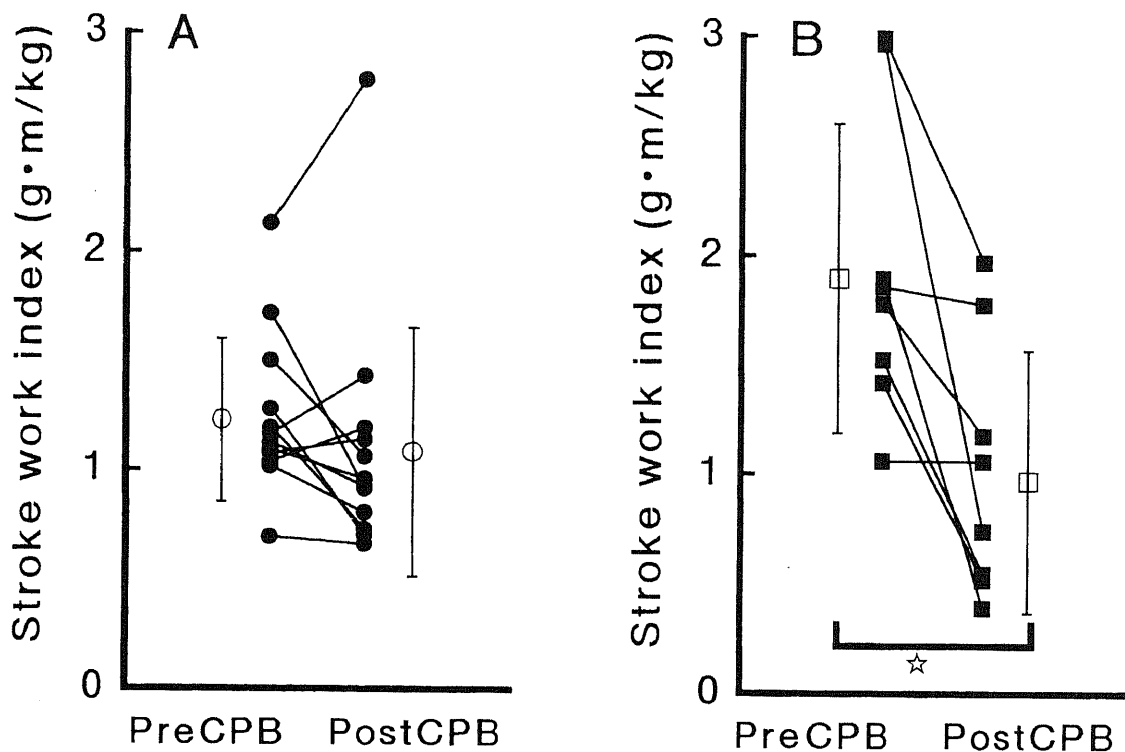 A
Stroke work index (g·m/kg)
3
2
1
0
PreCPB PostCPB
B
Stroke work index (g·m/kg)
3
2
1
0
☆
PreCPB PostCPB